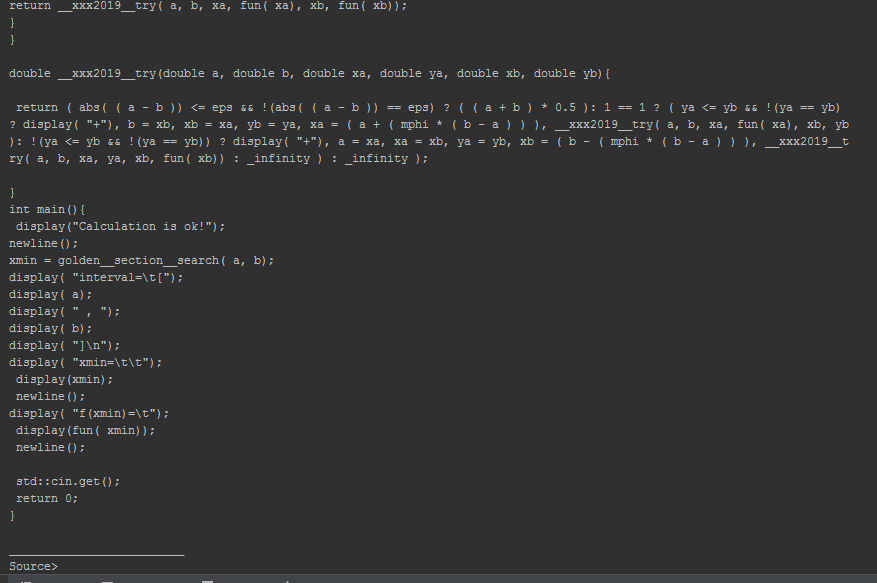 return __xxx2019__try( a, b, xa, fun( xa), xb, fun( xb));
}
}
double __xxx2019__try(double a, double b, double xa, double ya, double xb, double yb){
return ( abs( ( a - b )) <= eps && !(abs( ( a - b )) == eps) ? ( ( a + b ) * 0.5 ): 1 == 1 ? ( ya <= yb && !(ya == yb)
? display( "+"), b = xb, xb = xa, yb = ya, xa = ( a + ( mphi * ( b - a ) ) ), __xxx2019__try( a, b, xa, fun( xa), xb, yb
): !(ya <= yb && !(ya == yb)) ? display( "+"), a = xa, xa = xb, ya = yb, xb = ( b - ( mphi * ( b - a ) ) ), __xxx2019__t
ry( a, b, xa, ya, xb, fun( xb)) : _infinity ) : _infinity );
}
int main(){
display("Calculation is ok!");
newline();
xmin = golden__section__search( a, b);
display( "interval=\t[");
display( a);
display( " , ");
display( b);
display( "]\n");
display( "xmin=\t\t");
display(xmin);
newline();
display( "f(xmin)=\t");
display(fun( xmin));
newline();
std::cin.get();
return 0;
}
_________________________
Source>